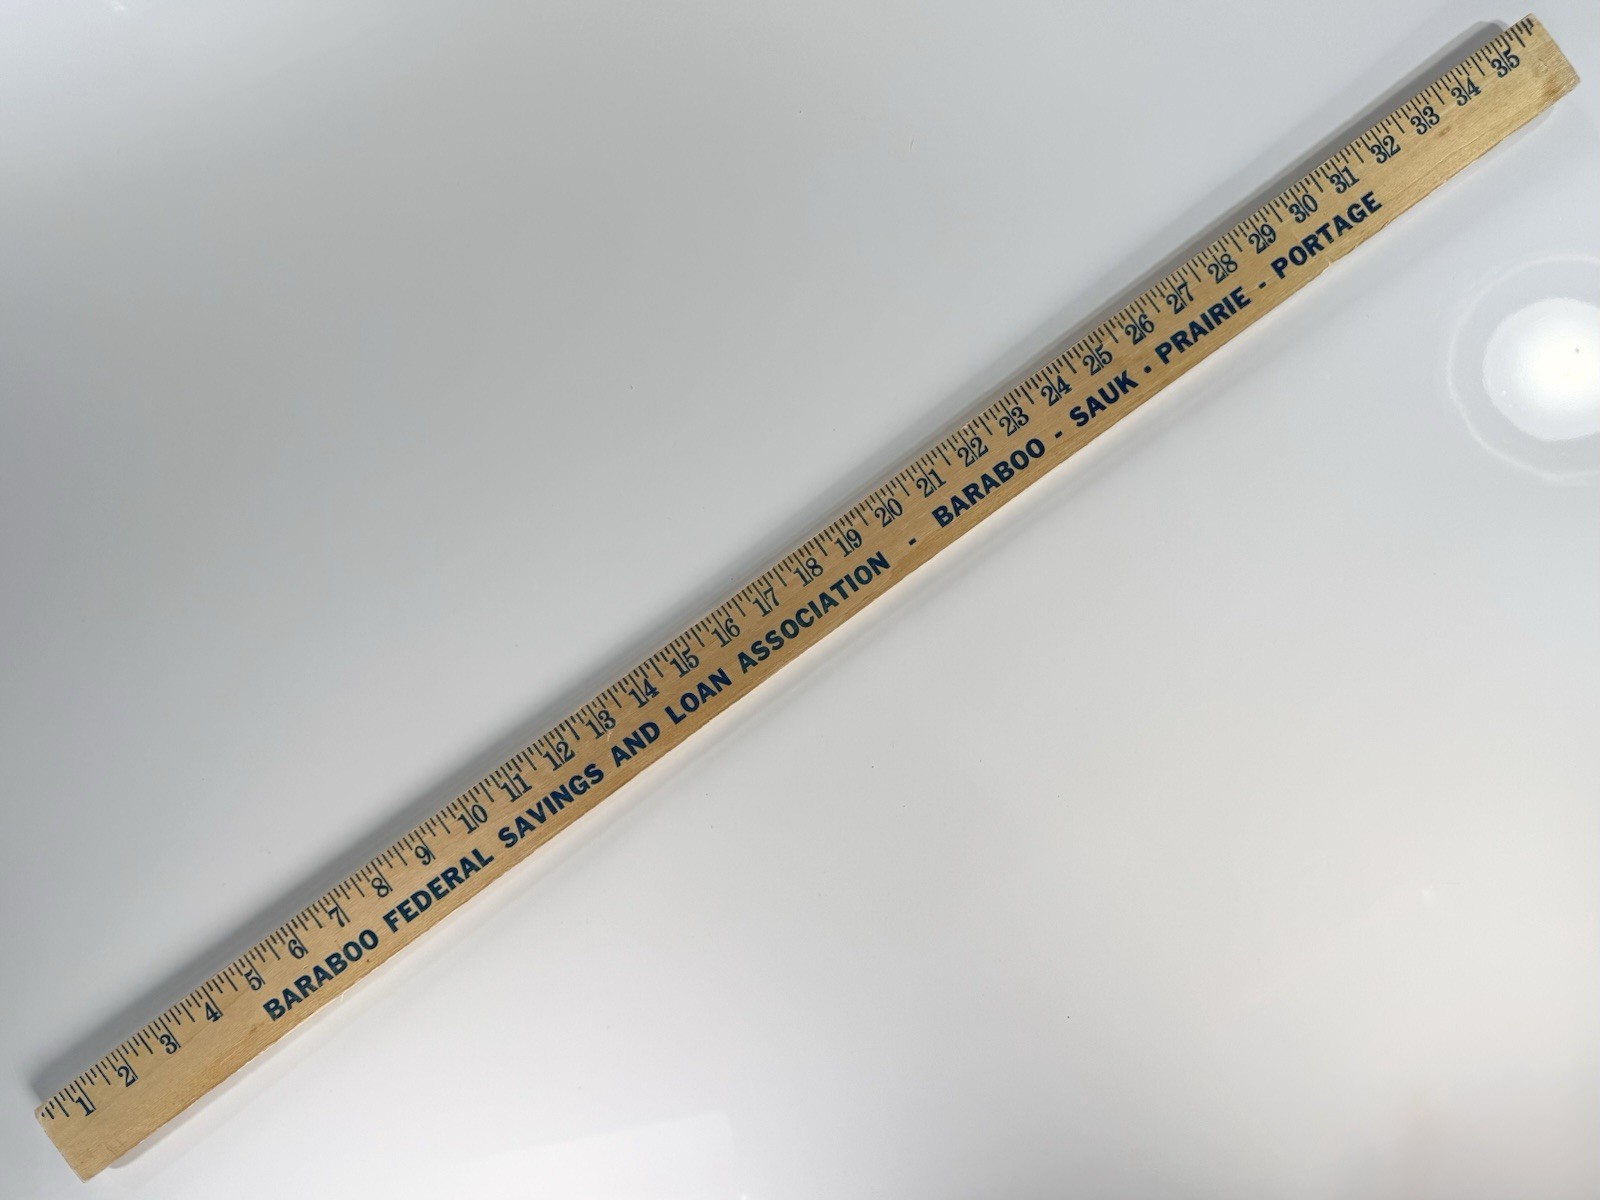 1 2 3 4 5 6 7 8 9 10 11 12 13 14 15 16 17 18 19 20 21 22 23 24 25 26 27 28 29 30 31 32 33 34 35
BARABOO FEDERAL SAVINGS AND LOAN ASSOCIATION - BARABOO - SAUK - PRAIRIE - PORTAGE